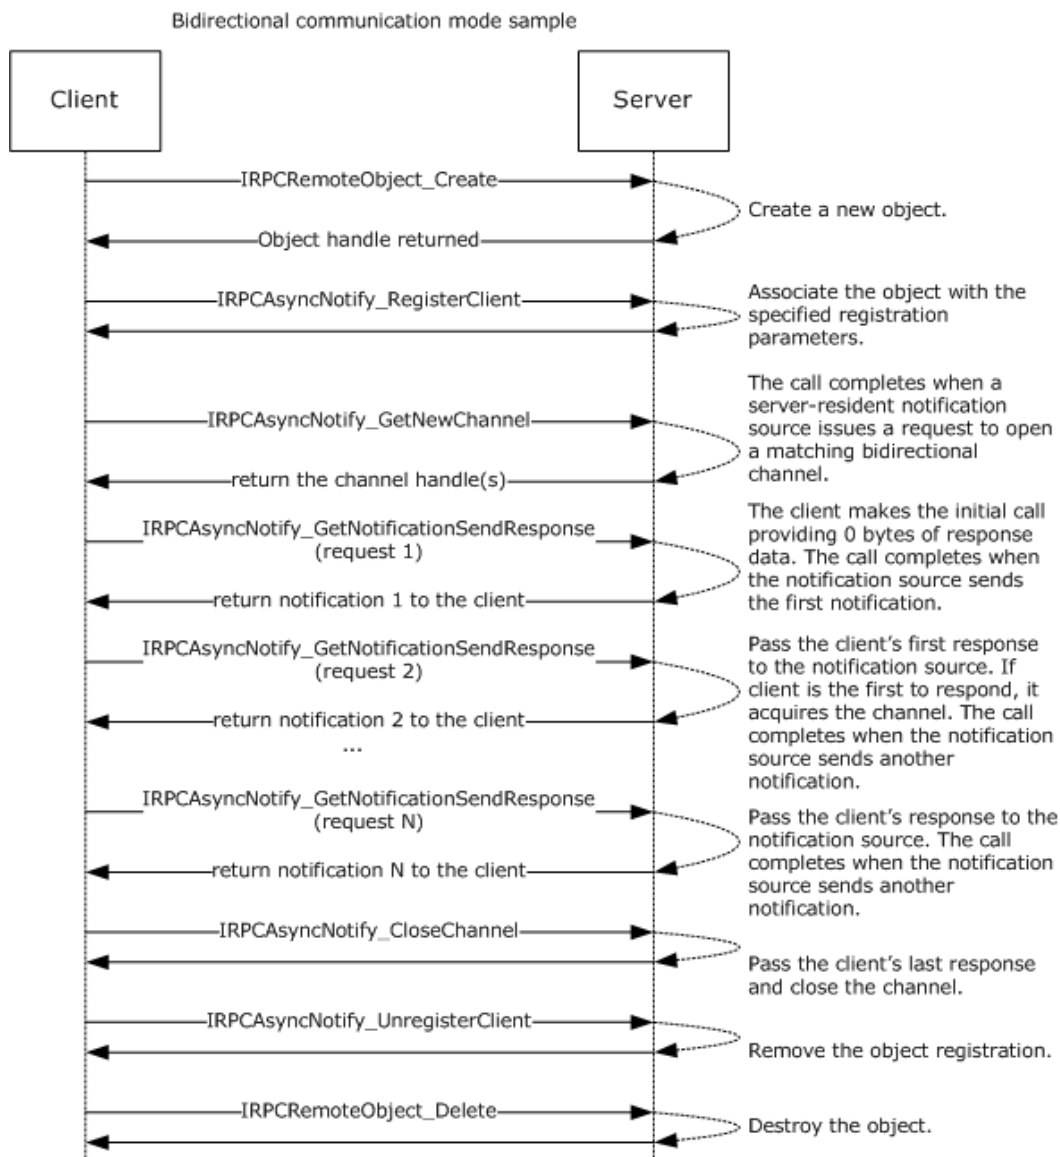 Bidirectional communication mode sample
Client
Server
IRPCRemoteObject_Create
Create a new object.
Object handle returned
IRPCAsyncNotify_RegisterClient
Associate the object with the
specified registration
parameters.
IRPCAsyncNotify_GetNewChannel
The call completes when a
server-resident notification
source issues a request to open
a matching bidirectional
channel.
return the channel handle(s)
IRPCAsyncNotify_GetNotificationSendResponse
(request 1)
The client makes the initial call
providing 0 bytes of response
data. The call completes when
the notification source sends
the first notification.
return notification 1 to the client
IRPCAsyncNotify_GetNotificationSendResponse
(request 2)
Pass the client's first response
to the notification source. If
client is the first to respond, it
acquires the channel. The call
completes when the notification
source sends another
notification.
return notification 2 to the client
...
IRPCAsyncNotify_GetNotificationSendResponse
(request N)
Pass the client's response to the
notification source. The call
completes when the notification
source sends another
notification.
return notification N to the client
IRPCAsyncNotify_CloseChannel
Pass the client's last response
and close the channel.
IRPCAsyncNotify_UnregisterClient
Remove the object registration.
IRPCRemoteObject_Delete
Destroy the object.